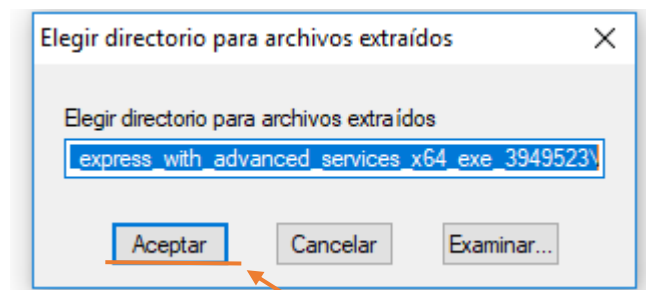 Elegir directorio para archivos extraídos
Elegir directorio para archivos extraídos
_express_with_advanced_services_x64_exe_3949523\
Aceptar Cancelar Examinar...